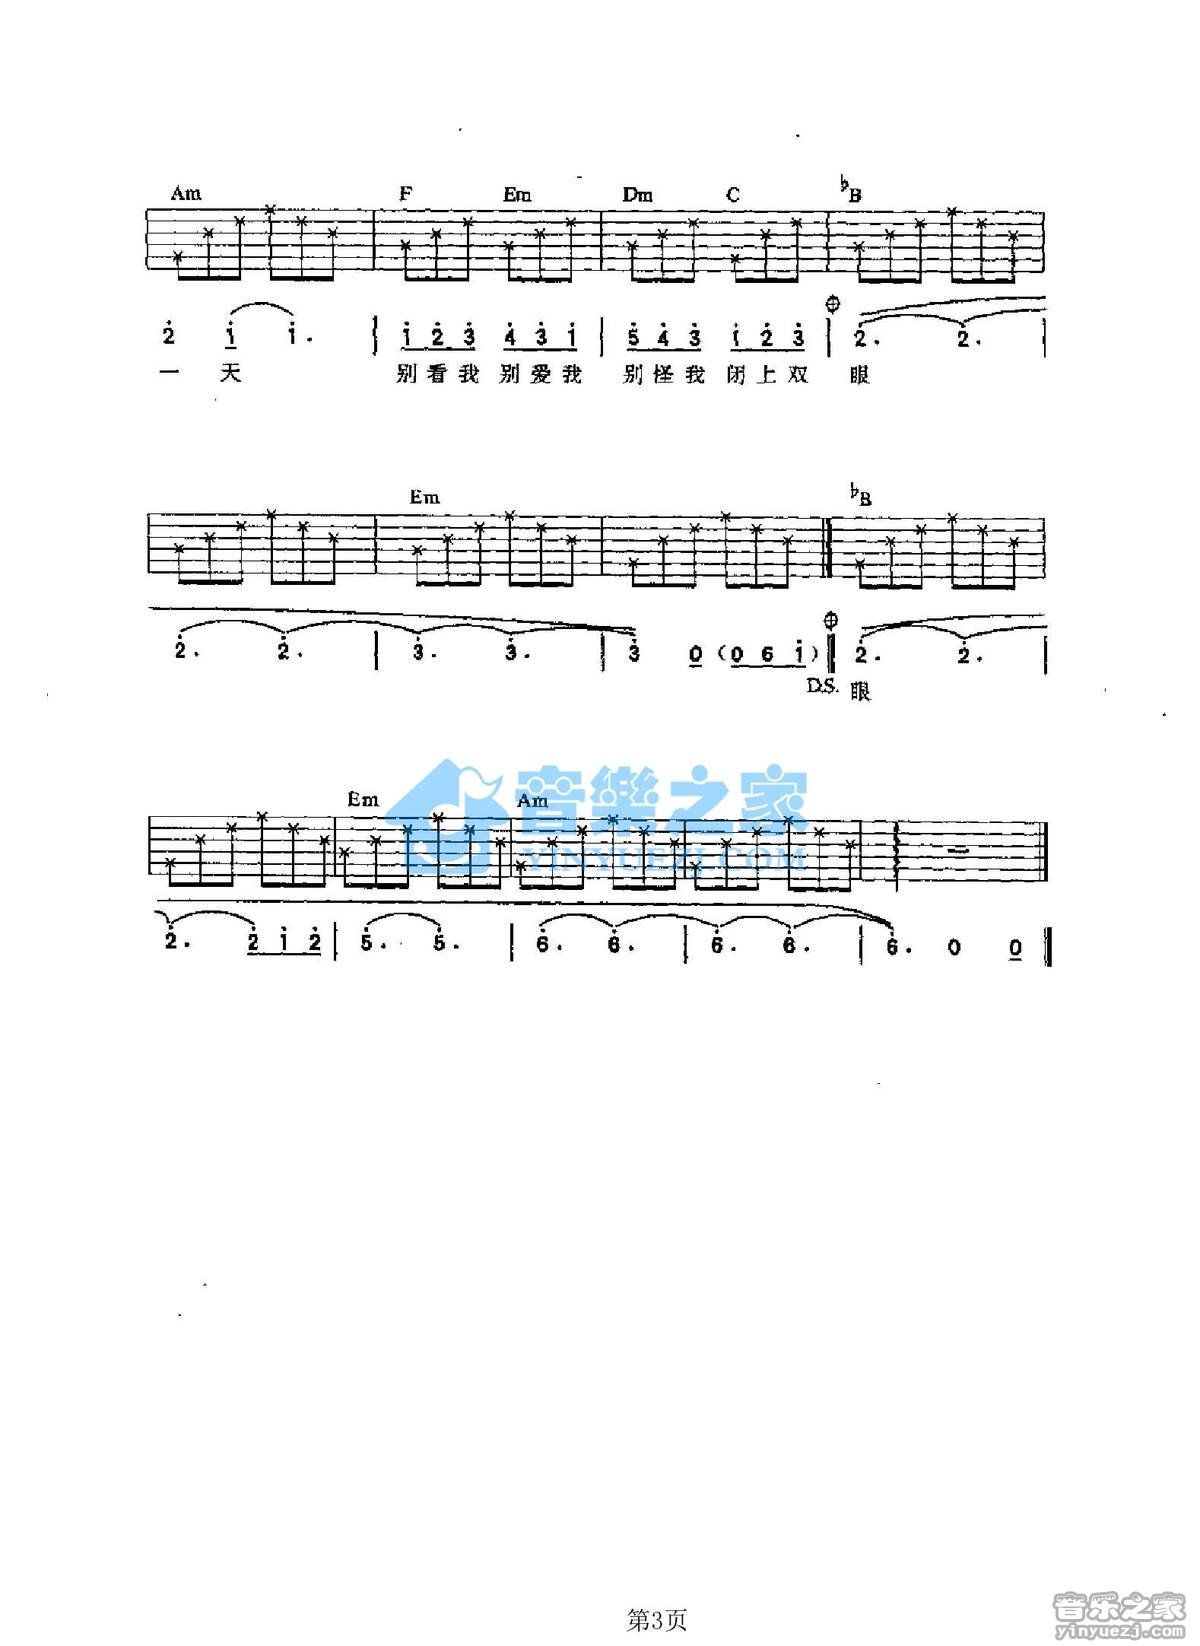 Am F Em Dm C ♭B
2 1 1. | 1 2 3 4 3 1 | 5 4 3 1 2 3 | 2. 2. |
一 天 别 看 我 别 爱 我 别 怪 我 闭 上 双 眼
Em ♭B
2. 2. | 3. 3. | 3 0 (0 6 1) | 2. 2. |
D.S. 眼
音樂之家
Em Am
YINYUEZJ.COM
2. 2 1 2 | 5. 5. | 6. 6. | 6. 6. | 6. 0 0
第3页
音乐之家
yinyuezj.com